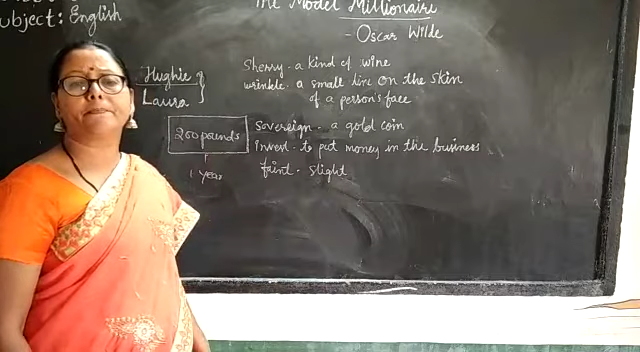 The Model Millionaire
Subject: English
- Oscar Wilde
Hughie
Laura
Sherry - a kind of wine
wrinkle - a small line on the skin
of a person's face
200 pounds
1 year
Sovereign - a gold coin
invest - to put money in the business
faint - slight